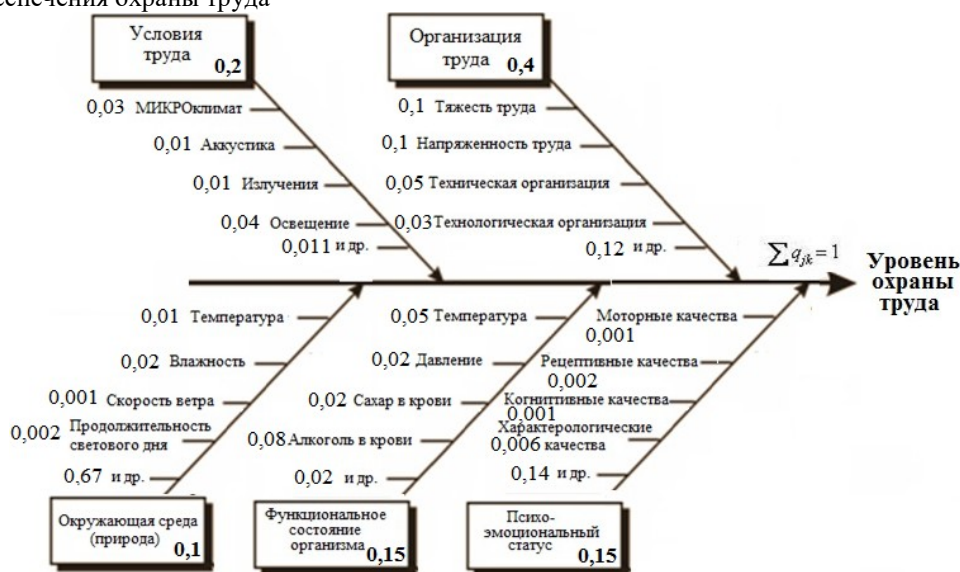 обеспечения охраны труда
Условия
труда 0,2
Организация
труда 0,4
0,03 МИКРОклимат
0,01 Аккустика
0,01 Излучения
0,04 Освещение
0,011 и др.
0,1 Тяжесть труда
0,1 Напряженность труда
0,05 Техническая организация
0,03 Технологическая организация
0,12 и др.
∑ qjk = 1
Уровень
охраны
труда
0,01 Температура
0,02 Влажность
0,001 Скорость ветра
0,002 Продолжительность
светового дня
0,67 и др.
0,05 Температура
0,02 Давление
0,02 Сахар в крови
0,08 Алкоголь в крови
0,02 и др.
Моторные качества
0,001
Рецептивные качества
0,002
Когниттивные качества
0,001
Характерологические
0,006 качества
0,14 и др.
Окружающая среда
(природа) 0,1
Функциональное
состояние
организма 0,15
Психо-
эмоциональный
статус 0,15